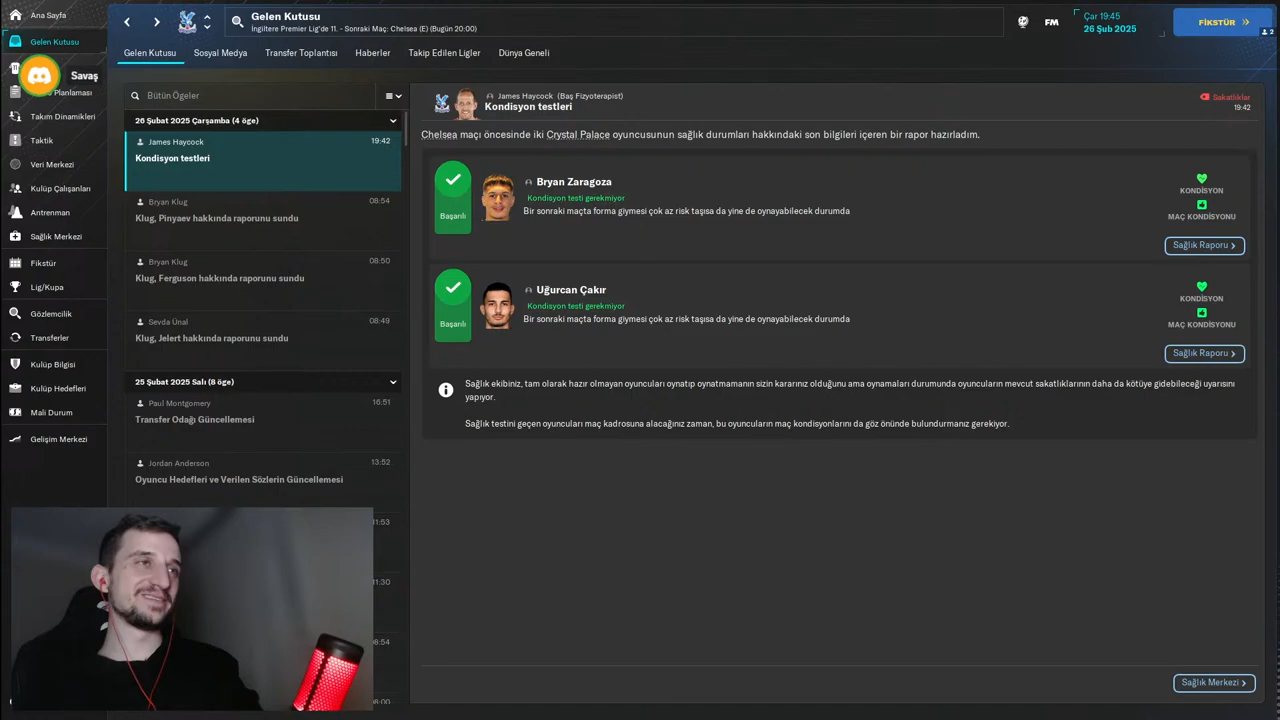 Ana Sayfa
Gelen Kutusu
Savaş
Planlaması
Takım Dinamikleri
Taktik
Veri Merkezi
Kulüp Çalışanları
Antrenman
Sağlık Merkezi
Fikstür
Lig/Kupa
Gözlemcilik
Transferler
Kulüp Bilgisi
Kulüp Hedefleri
Mali Durum
Gelişim Merkezi
Gelen Kutusu
İngiltere Premier Lig'de 11. - Sonraki Maç: Chelsea (E) (Bugün 20:00)
FM
Çar 19:45
26 Şub 2025
FİKSTÜR
2
Gelen Kutusu
Sosyal Medya
Transfer Toplantısı
Haberler
Takip Edilen Ligler
Dünya Geneli
Bütün Ögeler
26 Şubat 2025 Çarşamba (4 öge)
James Haycock 19:42
Kondisyon testleri
Bryan Klug 08:54
Klug, Pinyaev hakkında raporunu sundu
Bryan Klug 08:50
Klug, Ferguson hakkında raporunu sundu
Sevda Ünal 08:49
Klug, Jelert hakkında raporunu sundu
25 Şubat 2025 Salı (8 öge)
Paul Montgomery 16:51
Transfer Odağı Güncellemesi
Jordan Anderson 13:52
Oyuncu Hedefleri ve Verilen Sözlerin Güncellemesi
11:53
11:30
08:54
08:00
James Haycock (Baş Fizyoterapist)
Kondisyon testleri
Sakatlıklar
19:42
Chelsea maçı öncesinde iki Crystal Palace oyuncusunun sağlık durumları hakkındaki son bilgileri içeren bir rapor hazırladım.
Başarılı
Bryan Zaragoza
Kondisyon testi gerekmiyor
Bir sonraki maçta forma giymesi çok az risk taşısa da yine de oynayabilecek durumda
KONDİSYON
MAÇ KONDİSYONU
Sağlık Raporu
Başarılı
Uğurcan Çakır
Kondisyon testi gerekmiyor
Bir sonraki maçta forma giymesi çok az risk taşısa da yine de oynayabilecek durumda
KONDİSYON
MAÇ KONDİSYONU
Sağlık Raporu
Sağlık ekibiniz, tam olarak hazır olmayan oyuncuları oynatıp oynatmamanın sizin kararınız olduğunu ama oynamaları durumunda oyuncuların mevcut sakatlıklarının daha da kötüye gidebileceği uyarısını
yapıyor.
Sağlık testini geçen oyuncuları maç kadrosuna alacağınız zaman, bu oyuncuların maç kondisyonlarını da göz önünde bulundurmanız gerekiyor.
Sağlık Merkezi